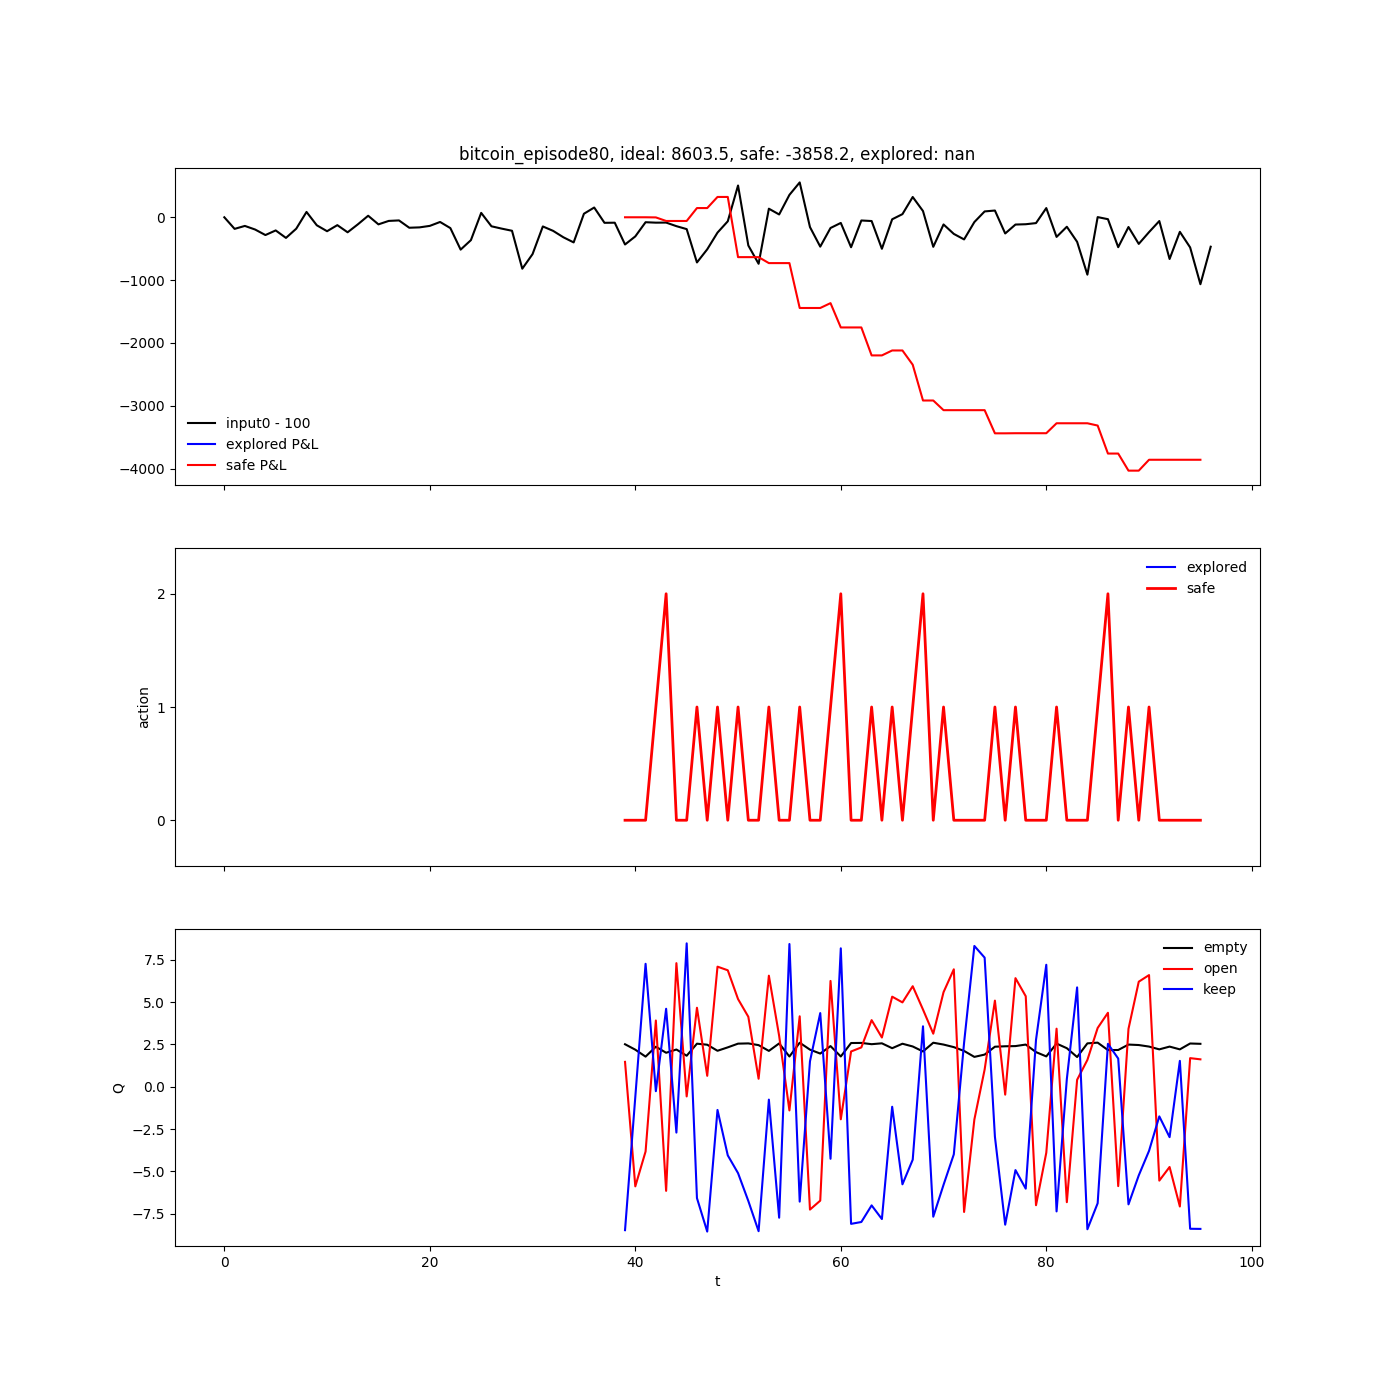 bitcoin_episode80, ideal: 8603.5, safe: -3858.2, explored: nan
0
−1000
−2000
−3000
−4000
input0 - 100
explored P&L
safe P&L
2
1
0
action
explored
safe
7.5
5.0
2.5
0.0
−2.5
−5.0
−7.5
Q
empty
open
keep
0 20 40 60 80 100
t